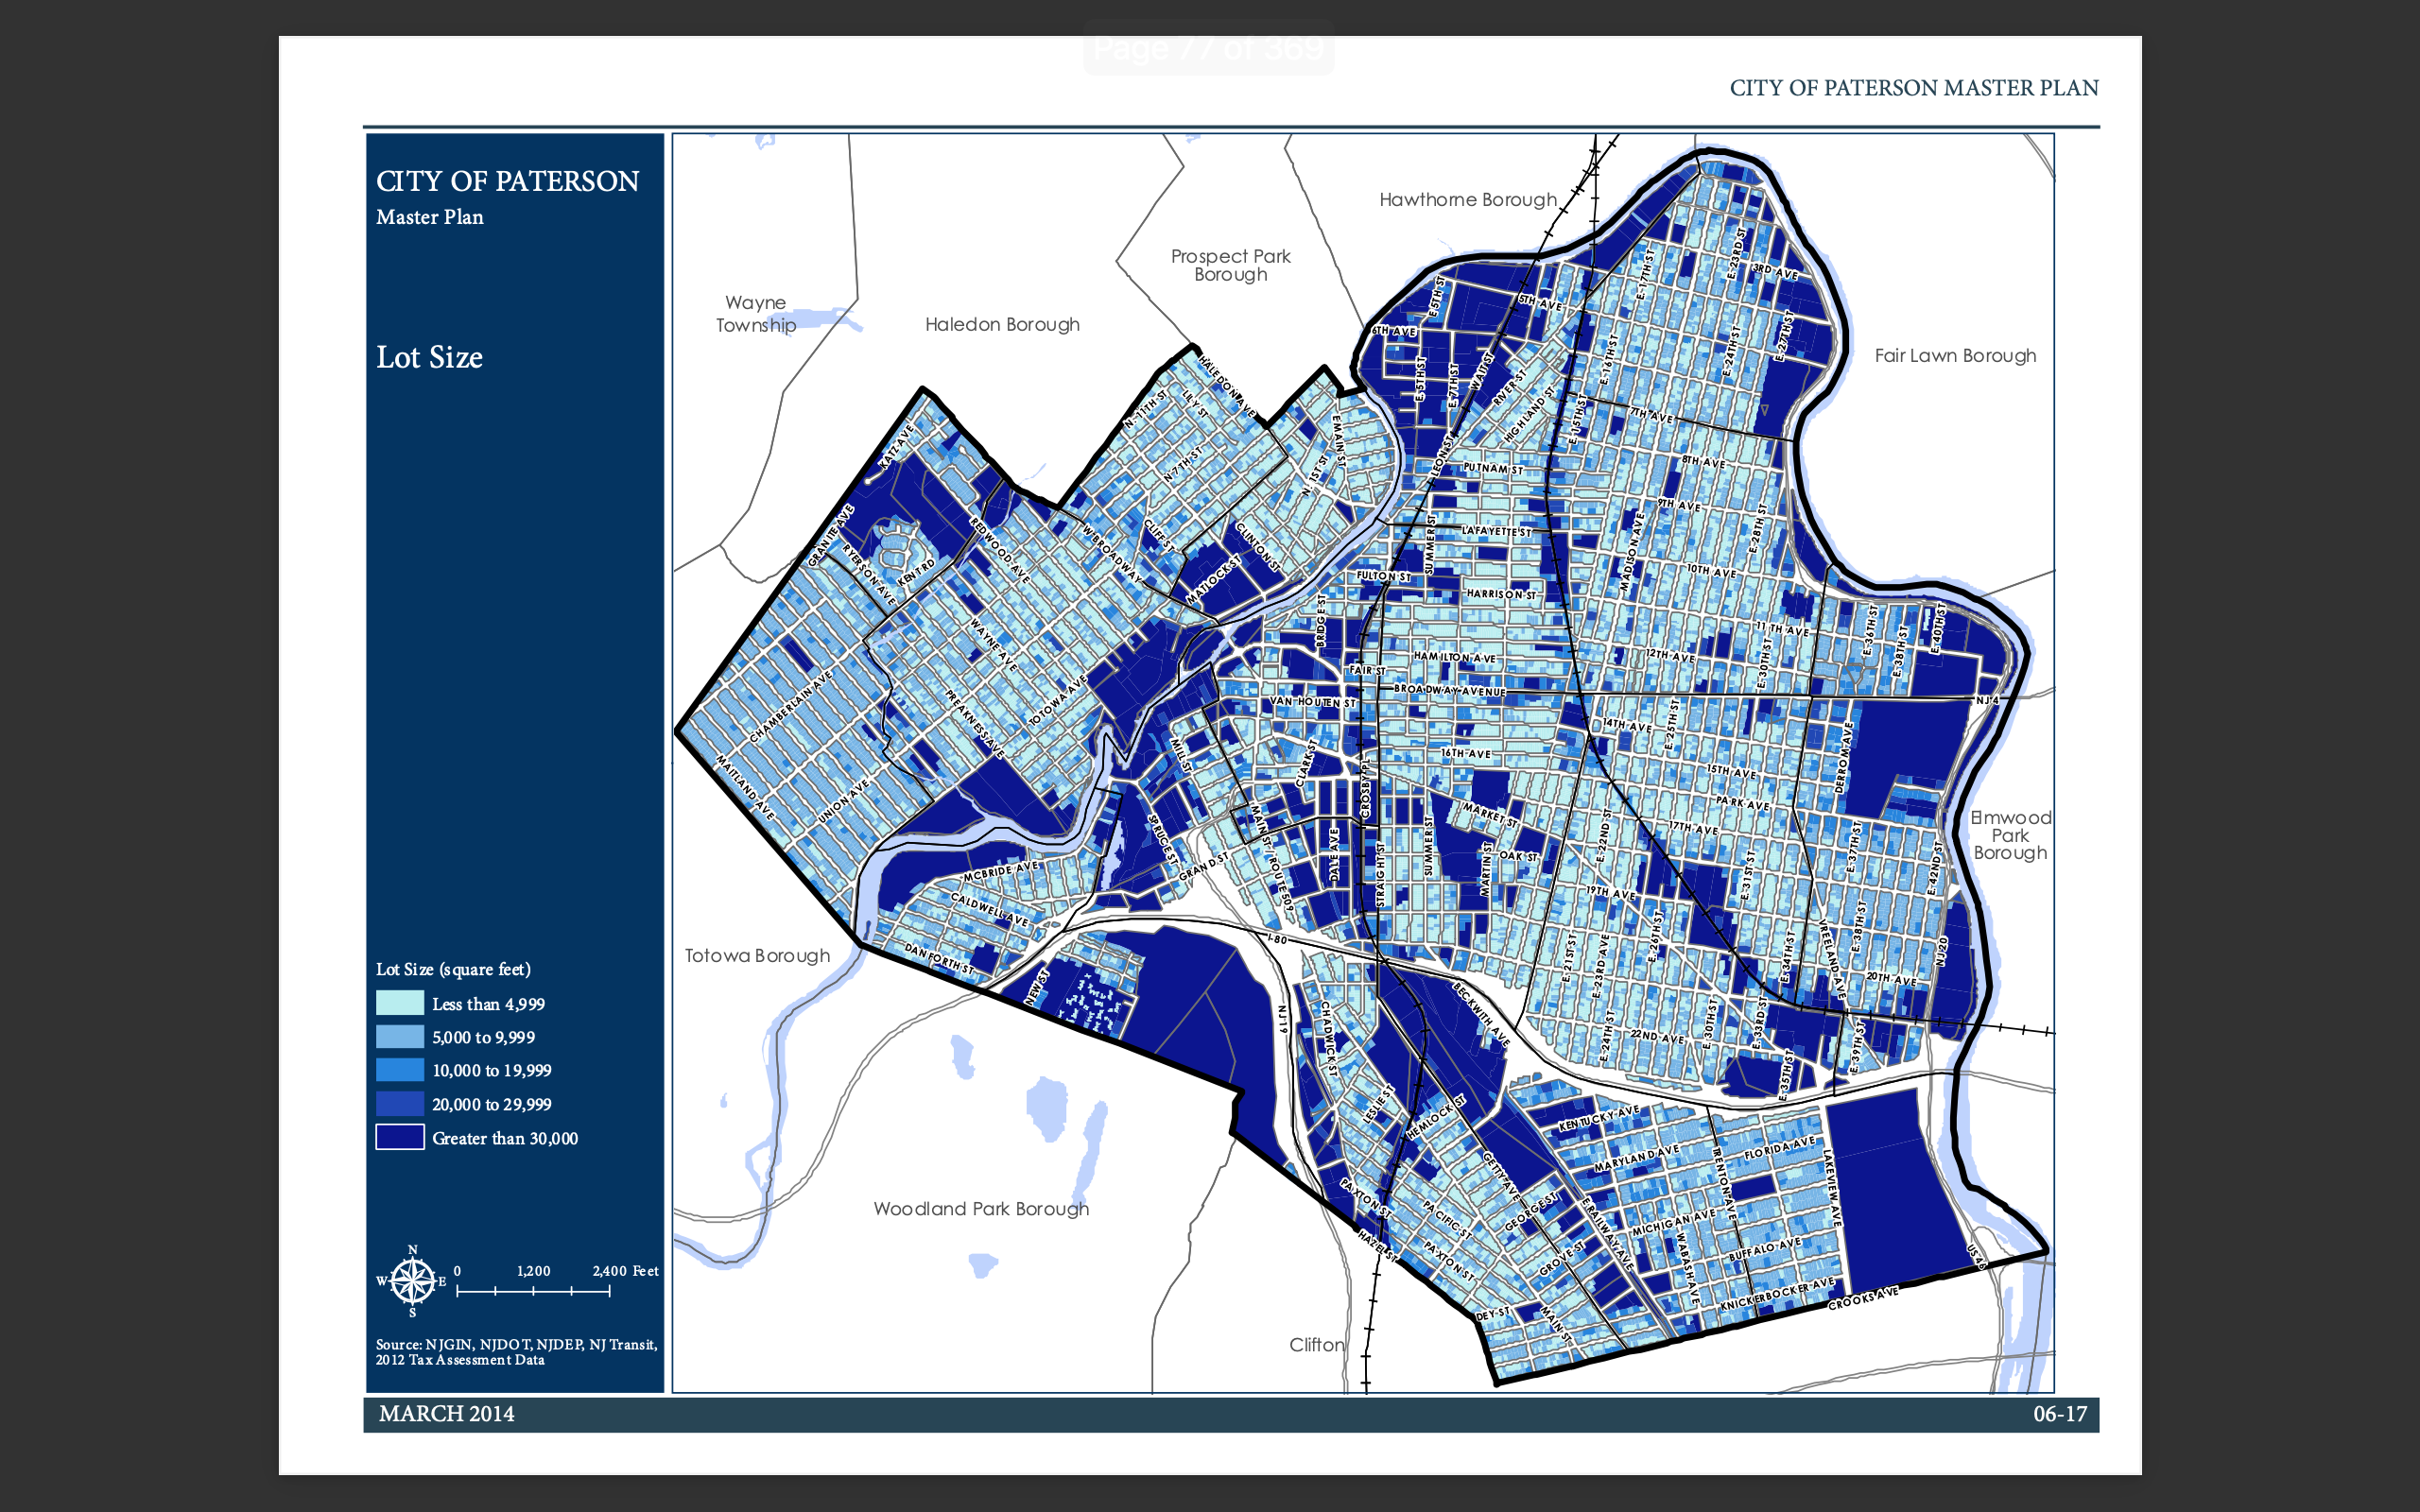 Page 77 of 369
CITY OF PATERSON MASTER PLAN
CITY OF PATERSON
Master Plan
Lot Size
Lot Size (square feet)
Less than 4,999
5,000 to 9,999
10,000 to 19,999
20,000 to 29,999
Greater than 30,000
N
W E
S
0 1,200 2,400 Feet
Source: NJGIN, NJDOT, NJDEP, NJ Transit,
2012 Tax Assessment Data
Hawthorne Borough
Prospect Park
Borough
Wayne
Township
Haledon Borough
Fair Lawn Borough
Elmwood
Park
Borough
Totowa Borough
Woodland Park Borough
Clifton
E. 23RD ST
3RD AVE
E. 17TH ST
E 5TH ST
5TH AVE
6TH AVE
E. 27TH ST
E. 24TH ST
E. 16TH ST
HALEDON AVE
N. 11TH ST
LILY ST
E. 5TH ST
E. 7TH ST
WAIT ST
RIVER ST
HIGHLAND ST
E. 15TH ST
7TH AVE
KATZ AVE
N 7TH ST
N. 1ST ST
E MAIN ST
LEON ST
PUTNAM ST
8TH AVE
GRANITE AVE
RYERSON AVE
KENT RD
REDWOOD AVE
W BROADWAY
CLIFF ST
CLINTON ST
MATLOCK ST
SUMMER ST
LAFAYETTE ST
9TH AVE
MADISON AVE
E. 28TH ST
FULTON ST
HARRISON ST
10TH AVE
BRIDGE ST
11TH AVE
E. 36TH ST
E. 38TH ST
E. 40TH ST
WAYNE AVE
FAIR ST
HAMILTON AVE
12TH AVE
E. 30TH ST
CHAMBERLAIN AVE
PREAKNESS AVE
TOTOWA AVE
VAN HOUTEN ST
BROADWAY AVENUE
NJ 4
MAITLAND AVE
UNION AVE
MILL ST
CLARK ST
CROSBY PL
16TH AVE
14TH AVE
E. 25TH ST
15TH AVE
DERROM AVE
PARK AVE
SPRUCE ST
GRAND ST
MAIN ST / ROUTE 509
DALE AVE
STRAIGHT ST
SUMMER ST
MARKET ST
MARTIN ST
OAK ST
E. 22ND ST
17TH AVE
19TH AVE
E. 31 ST ST
E. 37TH ST
E. 42ND ST
MCBRIDE AVE
CALDWELL AVE
DANFORTH ST
NEW ST
I-80
NJ 19
E. 21ST ST
E. 23RD AVE
E. 26TH ST
E. 34TH ST
VREELAND AVE
E. 38TH ST
20TH AVE
NJ 20
CHADWICK ST
BECKWITH AVE
E. 24TH ST
22ND AVE
E. 30TH ST
E. 33RD ST
E. 35TH ST
E. 39TH ST
LESLIE ST
HEMLOCK ST
KENTUCKY AVE
MARYLAND AVE
TRENTON AVE
FLORIDA AVE
LAKEVIEW AVE
PAXTON ST
PACIFIC ST
GETTY AVE
GEORGE ST
E RAILWAY AVE
MICHIGAN AVE
WABASH AVE
BUFFALO AVE
HAZEL ST
PAXTON ST
GROVE ST
KNICKERBOCKER AVE
CROOKS AVE
US 46
DEY ST
MAIN ST
MARCH 2014
06-17